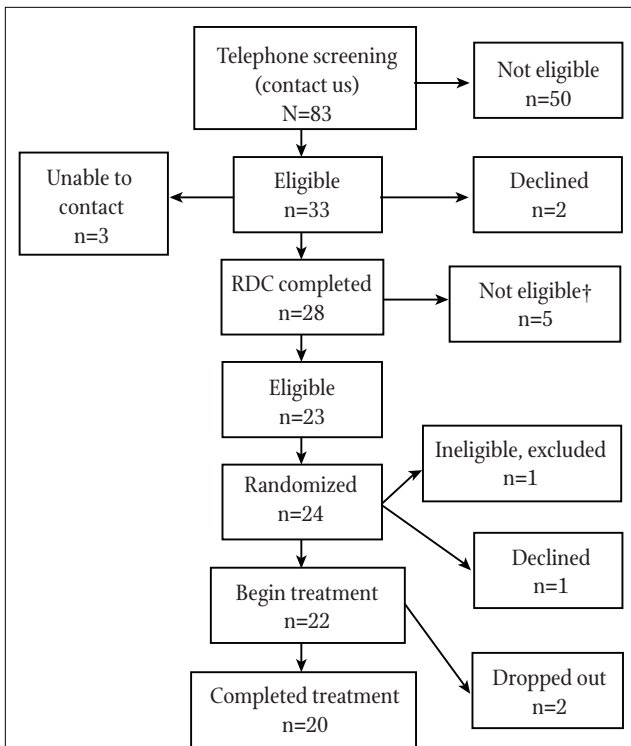 Telephone screening
(contact us)
N=83
Not eligible
n=50
Unable to
contact
n=3
Eligible
n=33
Declined
n=2
RDC completed
n=28
Not eligible†
n=5
Eligible
n=23
Ineligible, excluded
n=1
Randomized
n=24
Declined
n=1
Begin treatment
n=22
Dropped out
n=2
Completed treatment
n=20